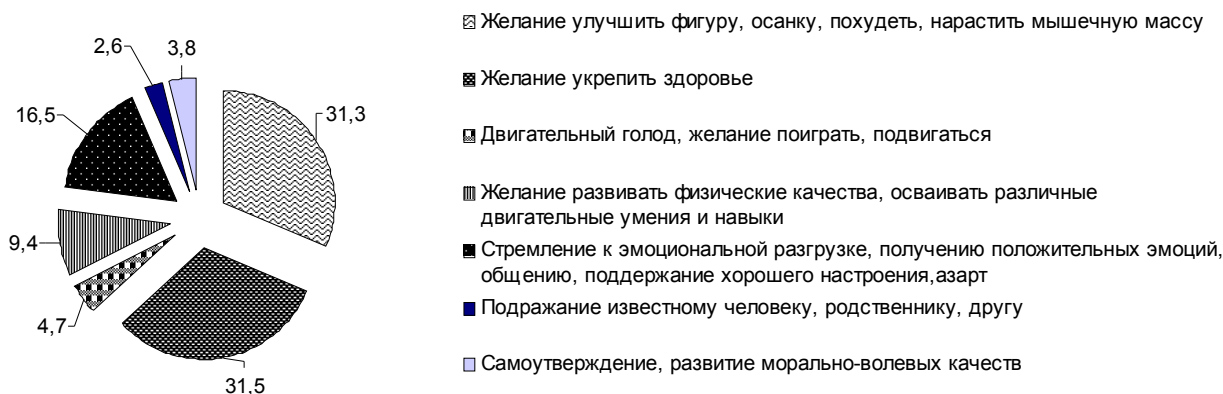 2,6
3,8
16,5
31,3
9,4
4,7
31,5
Желание улучшить фигуру, осанку, похудеть, нарастить мышечную массу
Желание укрепить здоровье
Двигательный голод, желание поиграть, подвигаться
Желание развивать физические качества, осваивать различные
двигательные умения и навыки
Стремление к эмоциональной разгрузке, получению положительных эмоций,
общению, поддержание хорошего настроения,азарт
Подражание известному человеку, родственнику, другу
Самоутверждение, развитие морально-волевых качеств